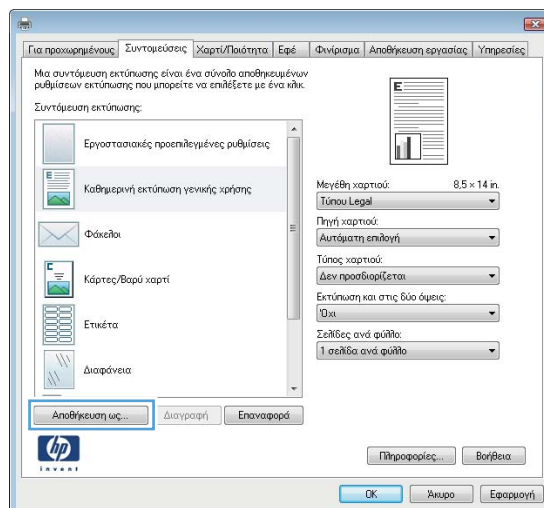 Για προχωρημένους Συντομεύσεις Χαρτί/Ποιότητα Εφέ Φινίρισμα Αποθήκευση εργασίας Υπηρεσίες
Μια συντόμευση εκτύπωσης είναι ένα σύνολο αποθηκευμένων
ρυθμίσεων εκτύπωσης που μπορείτε να επιλέξετε με ένα κλικ.
Συντόμευση εκτύπωσης:
Εργοστασιακές προεπιλεγμένες ρυθμίσεις
Καθημερινή εκτύπωση γενικής χρήσης
Φάκελοι
Κάρτες/Βαρύ χαρτί
Ετικέτα
Διαφάνεια
Αποθήκευση ως... Διαγραφή Επαναφορά
E
Μεγέθη χαρτιού: 8,5 × 14 in.
Τύπου Legal
Πηγή χαρτιού:
Αυτόματη επιλογή
Τύπος χαρτιού:
Δεν προσδιορίζεται
Εκτύπωση και στις δύο όψεις:
Όχι
Σελίδες ανά φύλλο:
1 σελίδα ανά φύλλο
hp
invent
Πληροφορίες... Βοήθεια
OK Άκυρο Εφαρμογή